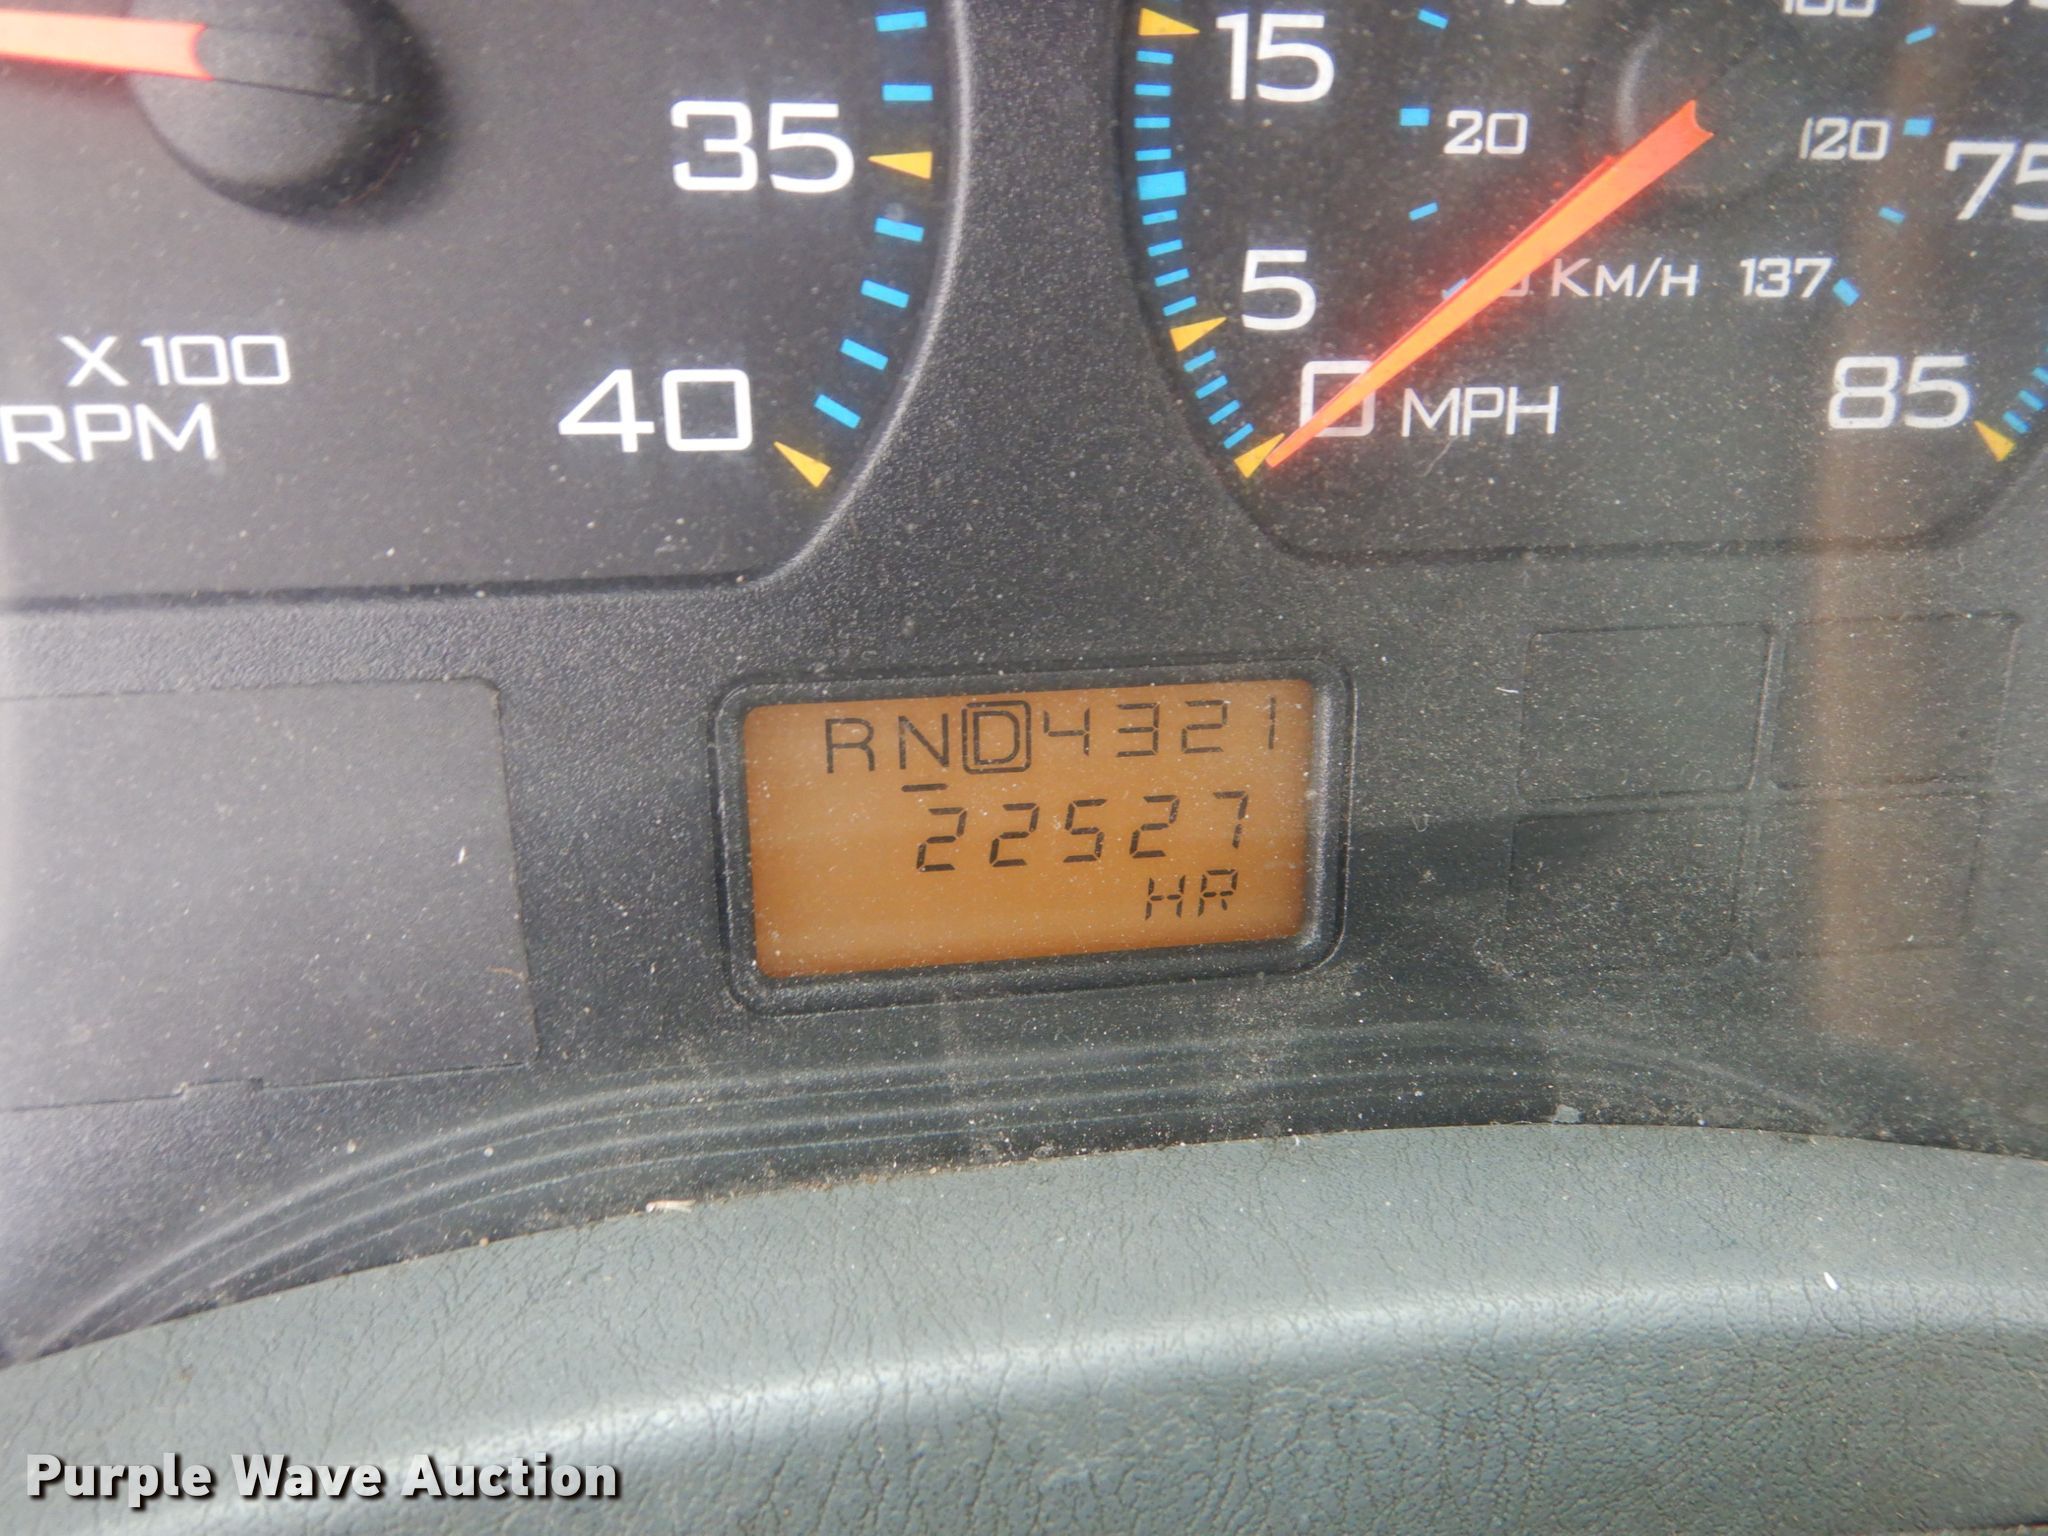 35
40
X 100
RPM
15
5
0 MPH
20
120
75
KM/H 137
85
RND4321
22527
HR
Purple Wave Auction